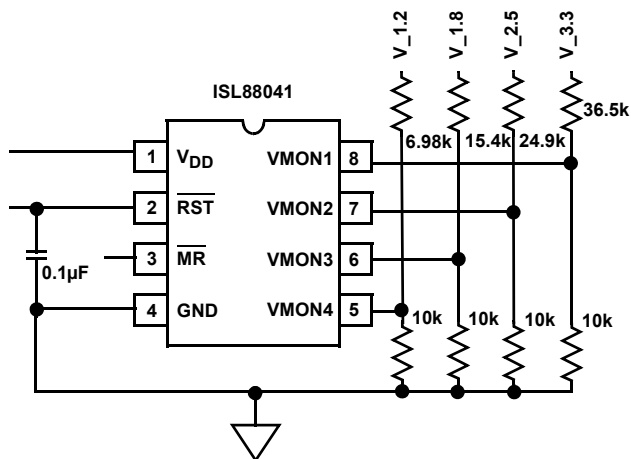 V_1.2
V_1.8
V_2.5
V_3.3
ISL88041
36.5k
6.98k
15.4k
24.9k
1
VDD
VMON1
8
2
RST
VMON2
7
3
MR
VMON3
6
0.1µF
4
GND
VMON4
5
10k
10k
10k
10k